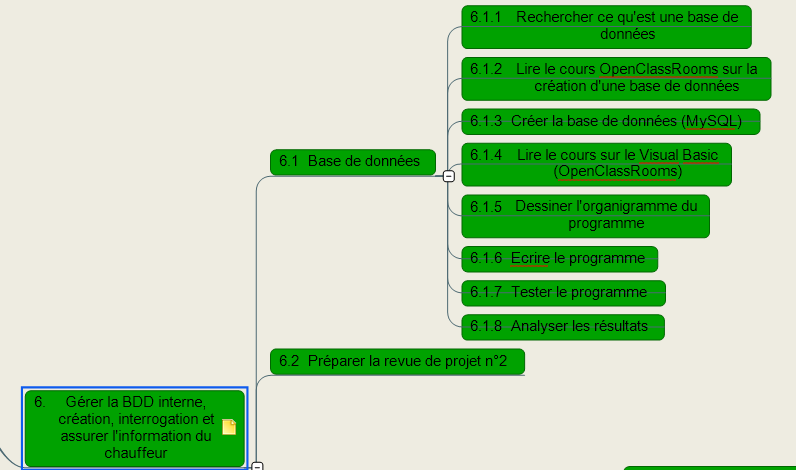 6.1.1 Rechercher ce qu'est une base de
données
6.1.2 Lire le cours OpenClassRooms sur la
création d'une base de données
6.1.3 Créer la base de données (MySQL)
6.1 Base de données
6.1.4 Lire le cours sur le Visual Basic
(OpenClassRooms)
6.1.5 Dessiner l'organigramme du
programme
6.1.6 Ecrire le programme
6.1.7 Tester le programme
6.1.8 Analyser les résultats
6.2 Préparer la revue de projet n°2
6. Gérer la BDD interne,
création, interrogation et
assurer l'information du
chauffeur